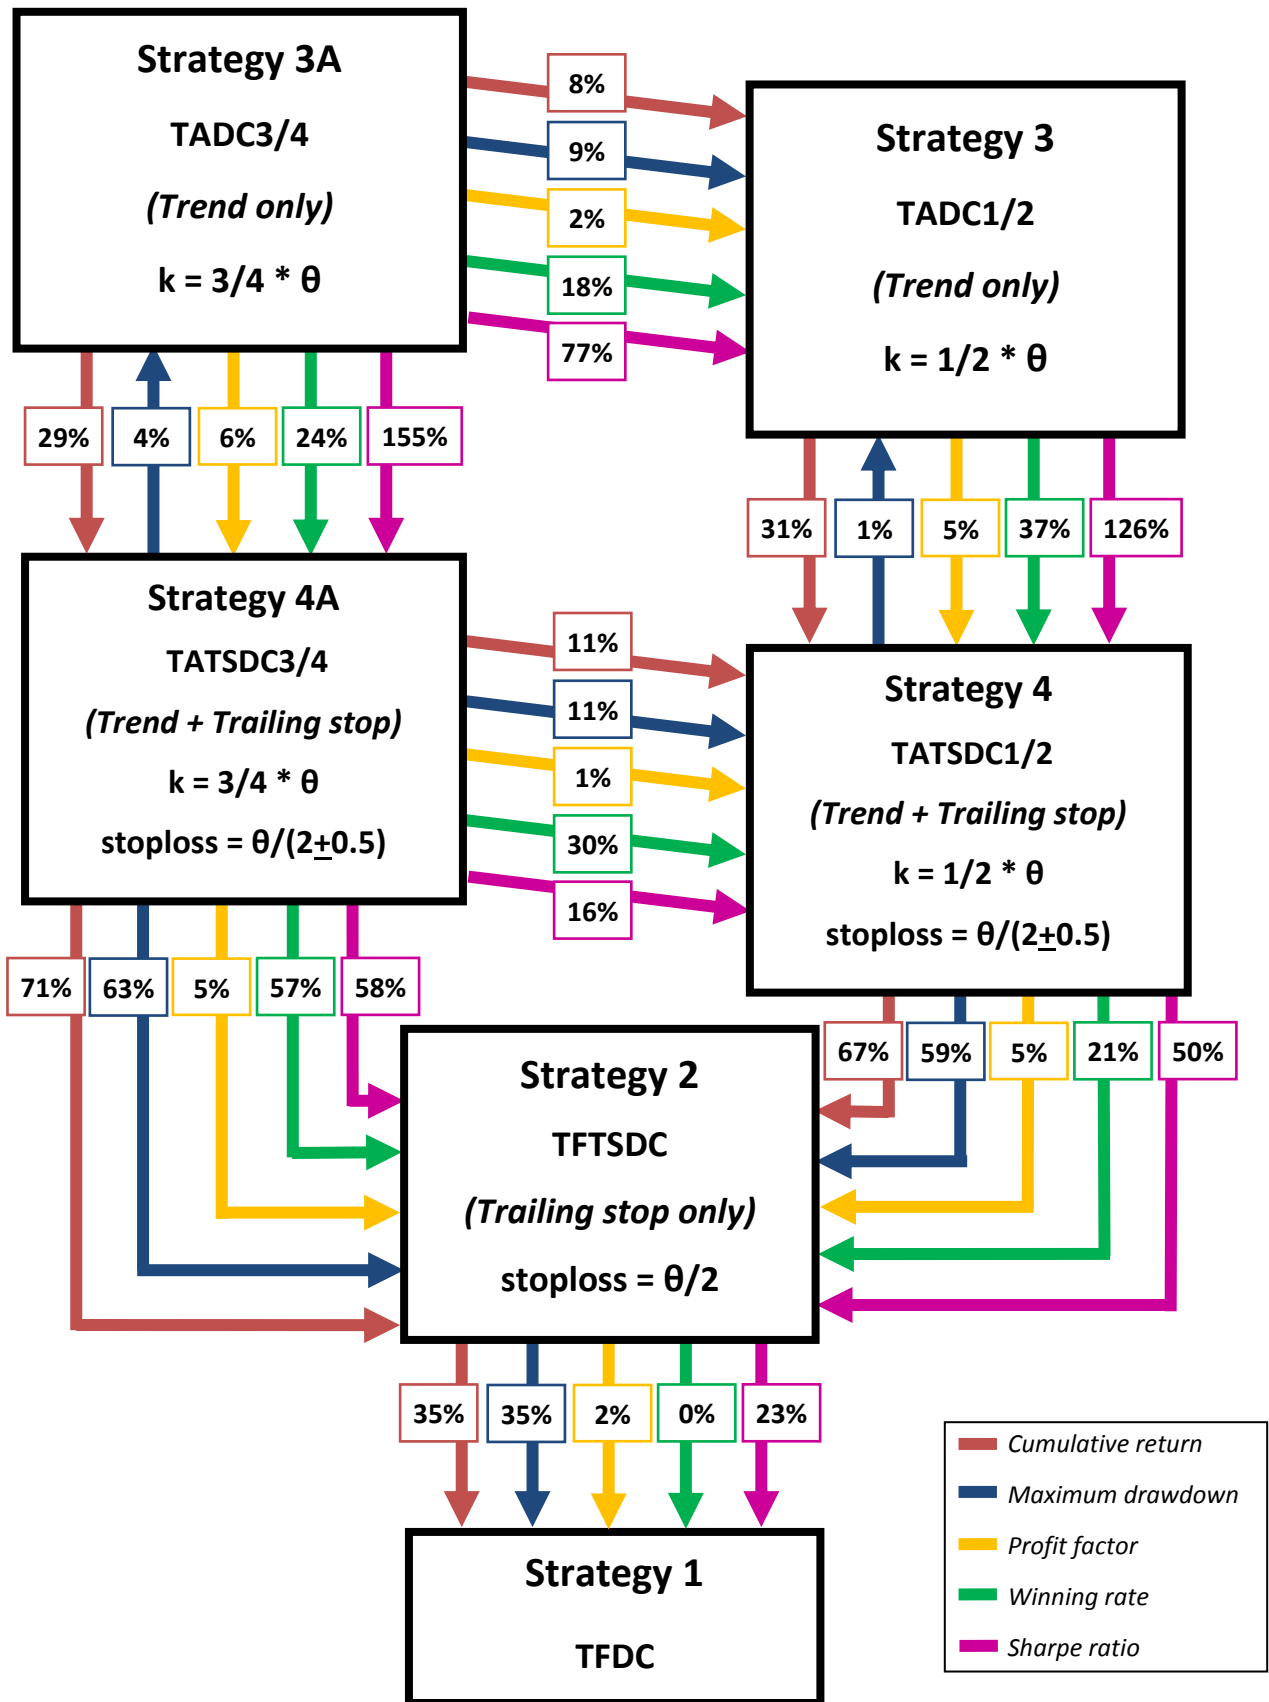 Strategy 3A
TADC3/4
(Trend only)
k = 3/4 * θ
8%
9%
2%
18%
77%
Strategy 3
TADC1/2
(Trend only)
k = 1/2 * θ
29%
4%
6%
24%
155%
31%
1%
5%
37%
126%
Strategy 4A
TATSDC3/4
(Trend + Trailing stop)
k = 3/4 * θ
stoploss = θ/(2±0.5)
11%
11%
1%
30%
16%
Strategy 4
TATSDC1/2
(Trend + Trailing stop)
k = 1/2 * θ
stoploss = θ/(2±0.5)
71%
63%
5%
57%
58%
67%
59%
5%
21%
50%
Strategy 2
TFTSDC
(Trailing stop only)
stoploss = θ/2
35%
35%
2%
0%
23%
Strategy 1
TFDC
Cumulative return
Maximum drawdown
Profit factor
Winning rate
Sharpe ratio